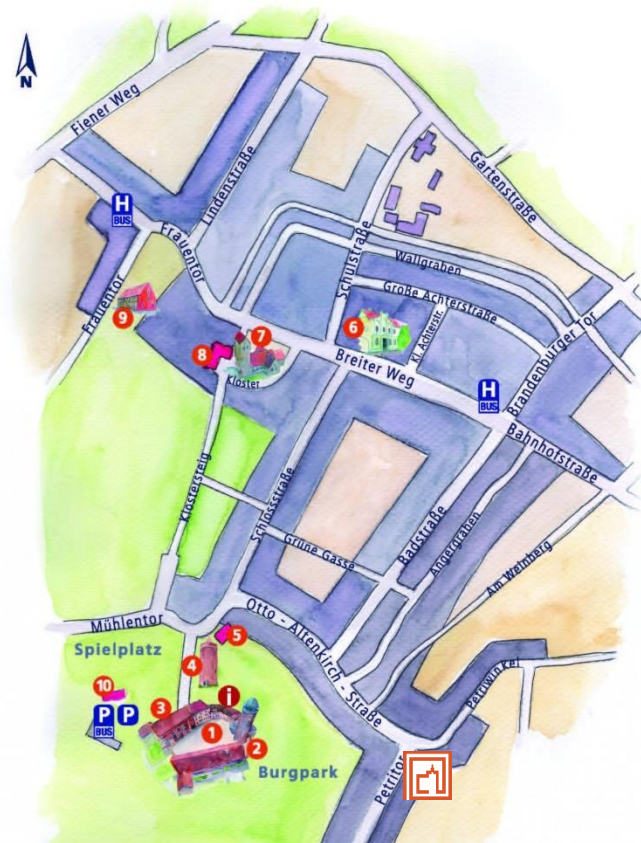 N
Fiener Weg
Gartenstraße
Lindenstraße
H
BUS
Frauentor
Schulstraße
Wallgraben
Große Achterstraße
Frauentor
9
6
Kl. Achterstr.
Brandenburger Tor
7
8
Breiter Weg
Kloster
H
BUS
Bahnhofstraße
Klostersteig
Schlossstraße
Badstraße
Angergraben
Grüne Gasse
Am Weinberg
Mühlentor
Otto - Altenkirch - Straße
5
Spielplatz
4
Petriwinkel
10
i
3
P
BUS
P
1
2
Burgpark
Petritor